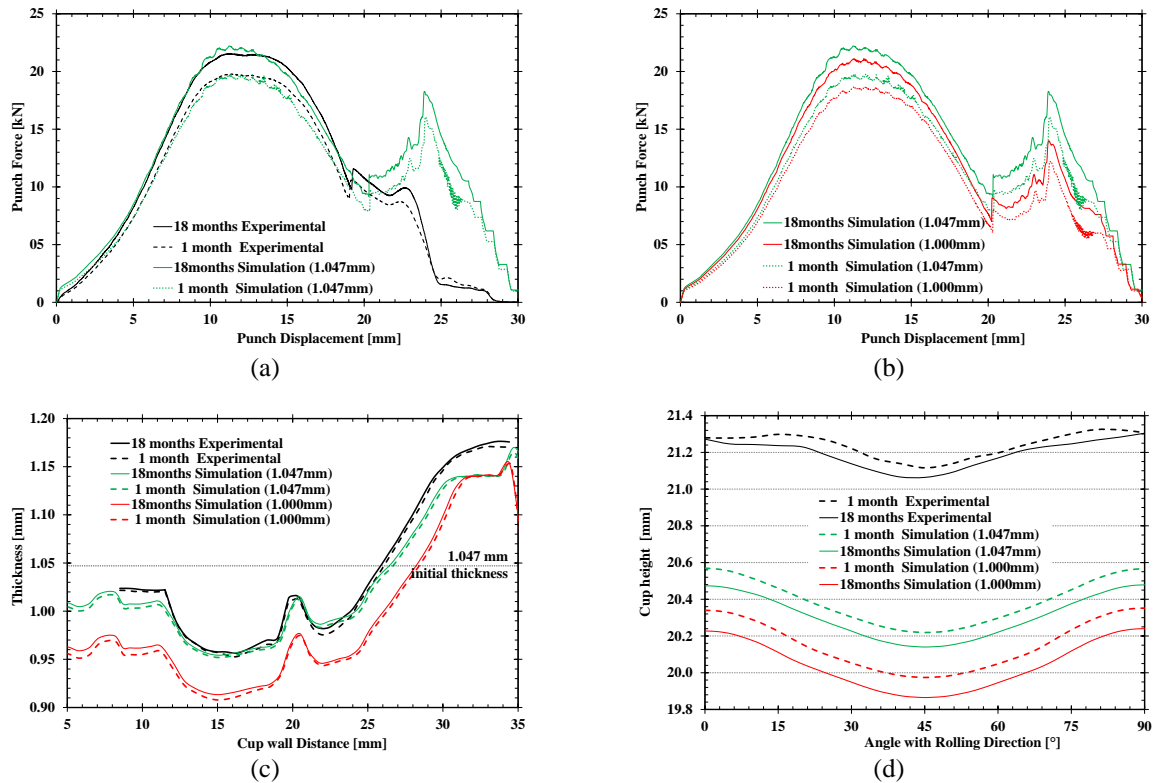 25
20
15
10
05
0
Punch Force [kN]
18 months Experimental
1 month Experimental
18months Simulation (1.047mm)
1 month Simulation (1.047mm)
0 5 10 15 20 25 30
Punch Displacement [mm]
(a)
25
20
15
10
05
0
Punch Force [kN]
18months Simulation (1.047mm)
18months Simulation (1.000mm)
1 month Simulation (1.047mm)
1 month Simulation (1.000mm)
0 5 10 15 20 25 30
Punch Displacement [mm]
(b)
1.20
1.15
1.10
1.05
1.00
0.95
0.90
Thickness [mm]
18 months Experimental
1 month Experimental
18months Simulation (1.047mm)
1 month Simulation (1.047mm)
18months Simulation (1.000mm)
1 month Simulation (1.000mm)
1.047 mm
initial thickness
5 10 15 20 25 30 35
Cup wall Distance [mm]
(c)
21.4
21.2
21.0
20.8
20.6
20.4
20.2
20.0
19.8
Cup height [mm]
1 month Experimental
18 months Experimental
1 month Simulation (1.047mm)
18months Simulation (1.047mm)
1 month Simulation (1.000mm)
18months Simulation (1.000mm)
0 15 30 45 60 75 90
Angle with Rolling Direction [°]
(d)